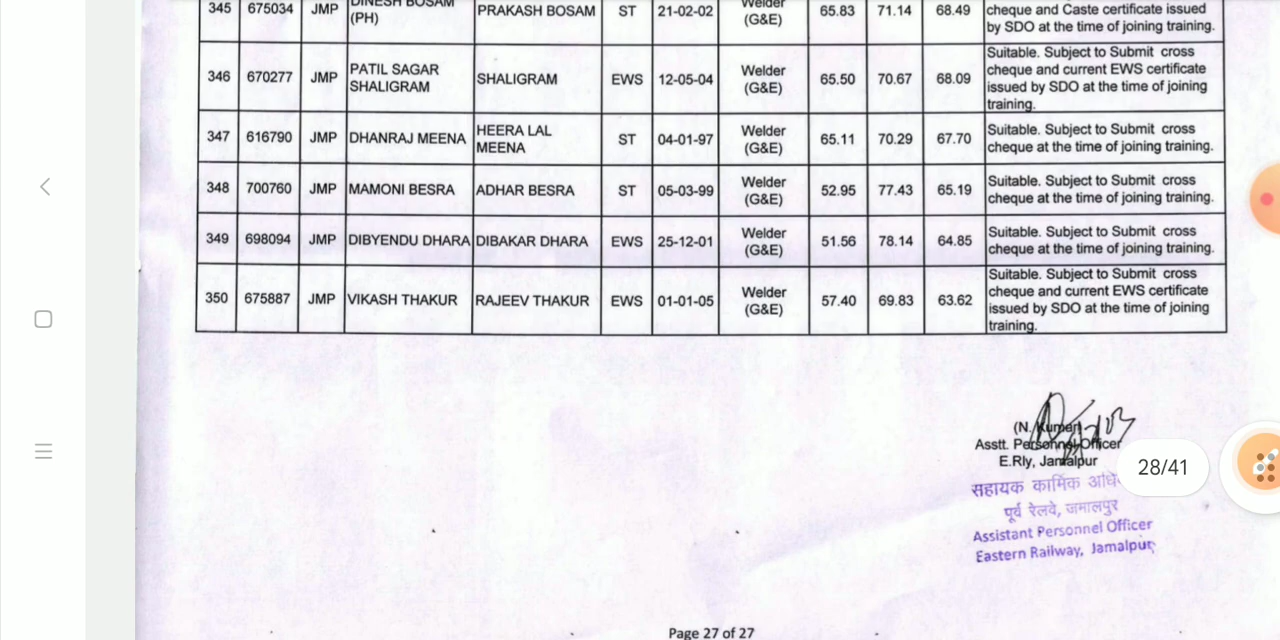 345 675034 JMP DINESH BOSAM (PH) PRAKASH BOSAM ST 21-02-02 Welder (G&E) 65.83 71.14 68.49 cheque and Caste certificate issued by SDO at the time of joining training.
346 670277 JMP PATIL SAGAR SHALIGRAM SHALIGRAM EWS 12-05-04 Welder (G&E) 65.50 70.67 68.09 Suitable. Subject to Submit cross cheque and current EWS certificate issued by SDO at the time of joining training.
347 616790 JMP DHANRAJ MEENA HEERA LAL MEENA ST 04-01-97 Welder (G&E) 65.11 70.29 67.70 Suitable. Subject to Submit cross cheque at the time of joining training.
348 700760 JMP MAMONI BESRA ADHAR BESRA ST 05-03-99 Welder (G&E) 52.95 77.43 65.19 Suitable. Subject to Submit cross cheque at the time of joining training.
349 698094 JMP DIBYENDU DHARA DIBAKAR DHARA EWS 25-12-01 Welder (G&E) 51.56 78.14 64.85 Suitable. Subject to Submit cross cheque at the time of joining training.
350 675887 JMP VIKASH THAKUR RAJEEV THAKUR EWS 01-01-05 Welder (G&E) 57.40 69.83 63.62 Suitable. Subject to Submit cross cheque and current EWS certificate issued by SDO at the time of joining training.
(N. Kumar)
Asstt. Personnel Officer
E.Rly, Jamalpur
28/41
सहायक कार्मिक
पूर्व रेलवे, जमालपुर
Assistant Personnel Officer
Eastern Railway, Jamalpur
Page 27 of 27